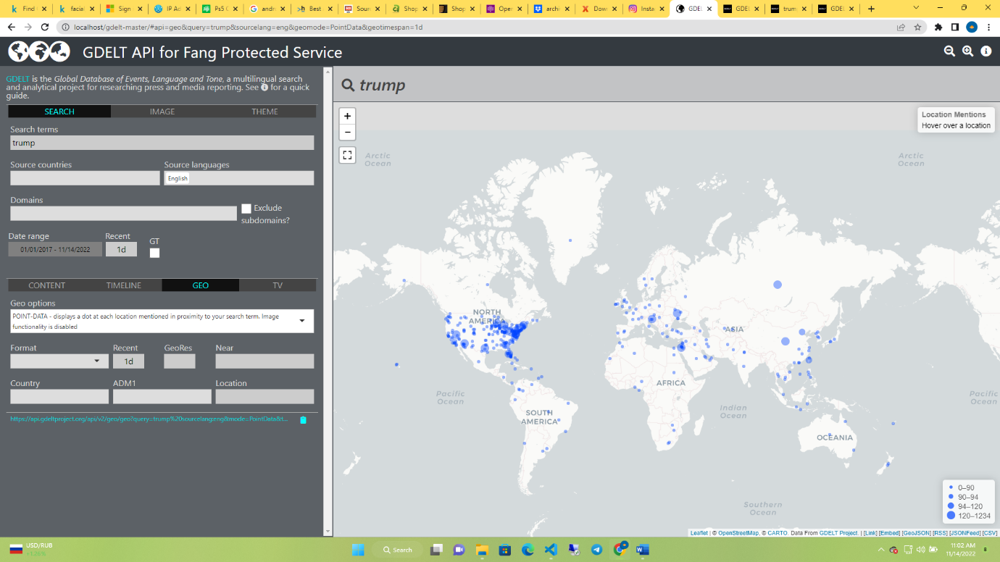 Find
facial
Sign
IP Ad
Ps5
andr
Best
Sourc
Shop
Shop
Oper
archi
Dow
Insta
GDEL
GDEL
trum
GDEL
localhost/gdelt-master/#api=geo&query=trump&sourcelang=eng&geomode=PointData&geotimespan=1d
GDELT API for Fang Protected Service
GDELT is the Global Database of Events, Language and Tone, a multilingual search
and analytical project for researching press and media reporting. See for a quick
guide.
SEARCH IMAGE THEME
Search terms
trump
Source countries Source languages
English
Domains
Exclude
subdomains?
Date range Recent GT
01/01/2017 - 11/14/2022 1d
CONTENT TIMELINE GEO TV
Geo options
POINT-DATA - displays a dot at each location mentioned in proximity to your search term. Image
functionality is disabled
Format Recent GeoRes Near
1d
Country ADM1 Location
https://api.gdeltproject.org/api/v2/geo/geo?query=trump%20sourcelang:eng&mode=PointData&t...
trump
+
−
Location Mentions
Hover over a location
Arctic
Ocean
Arctic
Ocean
NORTH
AMERICA
ASIA
AFRICA
Pacific
Ocean
Pacific
Ocean
Indian
Ocean
SOUTH
AMERICA
OCEANIA
Southern
Ocean
0–90
90–94
94–120
120–1234
Leaflet | © OpenStreetMap, © CARTO. Data From GDELT Project. | [Link] [Embed] [GeoJSON] [RSS] [JSONFeed] [CSV]
USD/RUB
+1.25%
Search
11:02 AM
11/14/2022
8